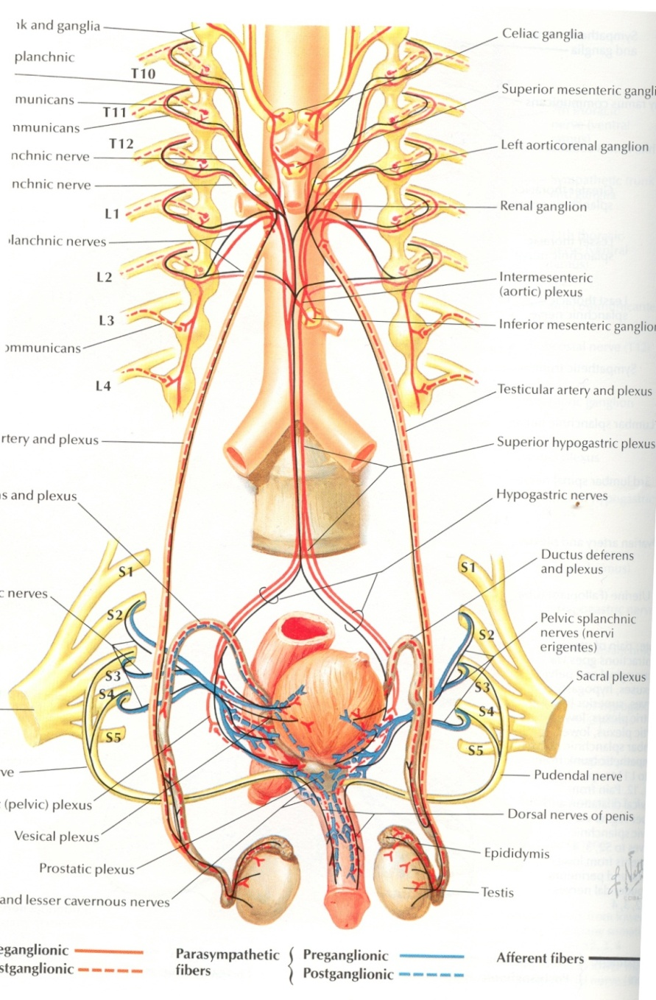 nk and ganglia
planchnic
T10
municans
T11
mmunicans
T12
nchnic nerve
nchnic nerve
L1
planchnic nerves
L2
L3
ommunicans
L4
rtery and plexus
s and plexus
S1
c nerves
S2
S3
S4
S5
ve
(pelvic) plexus
Vesical plexus
Prostatic plexus
and lesser cavernous nerves
Celiac ganglia
Superior mesenteric gangli
Left aorticorenal ganglion
Renal ganglion
Intermesenteric
(aortic) plexus
Inferior mesenteric ganglion
Testicular artery and plexus
Superior hypogastric plexus
Hypogastric nerves
Ductus deferens
and plexus
S1
Pelvic splanchnic
nerves (nervi
erigentes)
S2
Sacral plexus
S3
S4
S5
Pudendal nerve
Dorsal nerves of penis
Epididymis
Testis
eganglionic
stganglionic
Parasympathetic
fibers
Preganglionic
Postganglionic
Afferent fibers